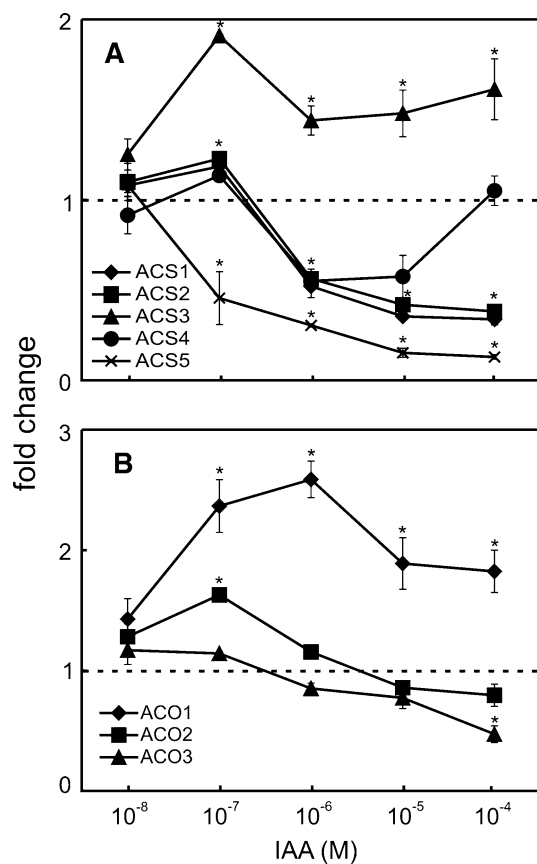 2
A
*
*
*
*
*
1
*
*
*
*
*
*
*
ACS1
ACS2
ACS3
ACS4
ACS5
0
fold change
3
B
*
*
*
*
2
*
1
*
ACO1
ACO2
ACO3
0
10⁻⁸ 10⁻⁷ 10⁻⁶ 10⁻⁵ 10⁻⁴
IAA (M)